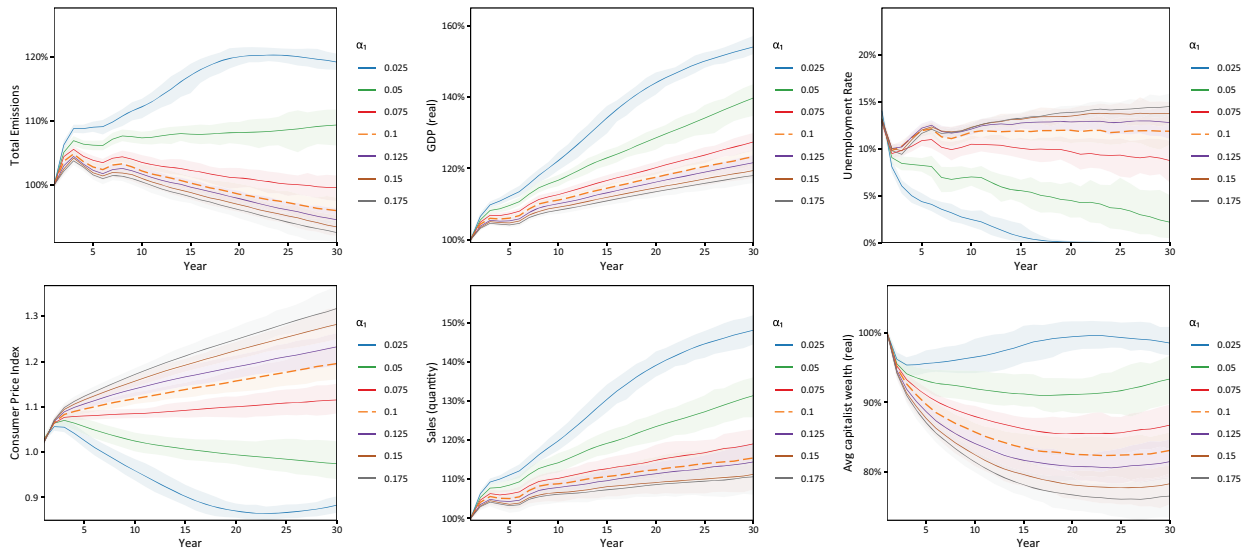 Total Emissions
120%
110%
100%
5 10 15 20 25 30
Year
α₁
0.025
0.05
0.075
0.1
0.125
0.15
0.175
GDP (real)
160%
140%
120%
100%
5 10 15 20 25 30
Year
α₁
0.025
0.05
0.075
0.1
0.125
0.15
0.175
Unemployment Rate
20%
15%
10%
5%
0%
5 10 15 20 25 30
Year
α₁
0.025
0.05
0.075
0.1
0.125
0.15
0.175
Consumer Price Index
1.3
1.2
1.1
1.0
0.9
5 10 15 20 25 30
Year
α₁
0.025
0.05
0.075
0.1
0.125
0.15
0.175
Sales (quantity)
150%
140%
130%
120%
110%
100%
5 10 15 20 25 30
Year
α₁
0.025
0.05
0.075
0.1
0.125
0.15
0.175
Avg capitalist wealth (real)
100%
90%
80%
5 10 15 20 25 30
Year
α₁
0.025
0.05
0.075
0.1
0.125
0.15
0.175